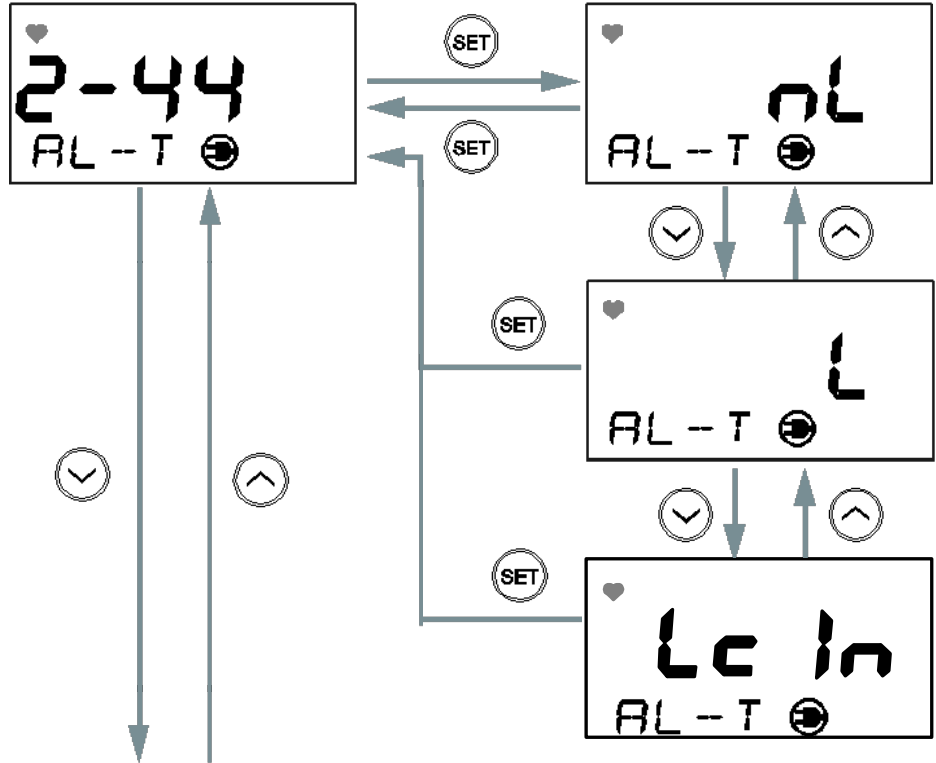 SET
2-44
nL
AL--T
AL--T
SET
SET
L
AL--T
SET
Lc In
AL--T